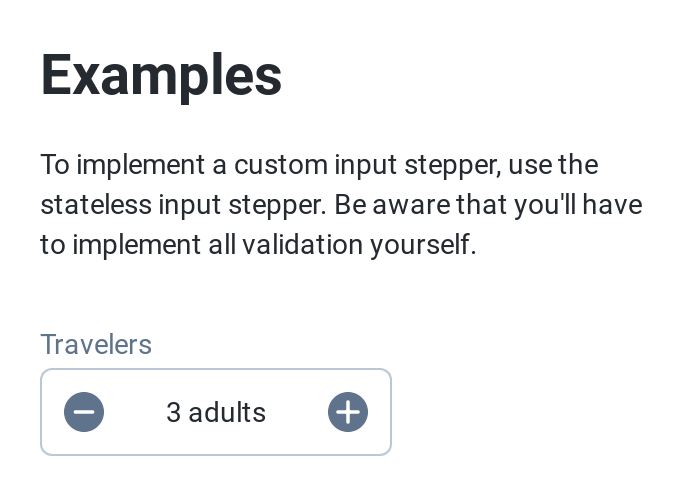 Examples
To implement a custom input stepper, use the
stateless input stepper. Be aware that you'll have
to implement all validation yourself.
Travelers
3 adults